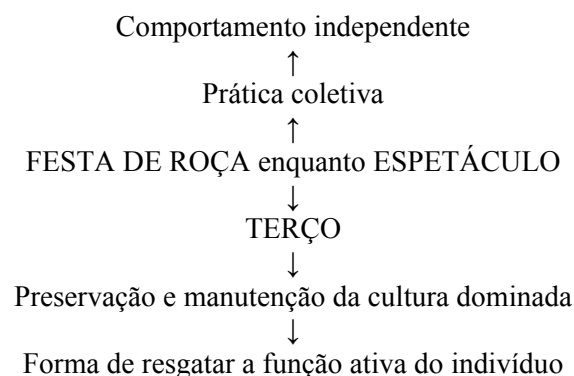 Comportamento independente
↑
Prática coletiva
↑
FESTA DE ROÇA enquanto ESPETÁCULO
↓
TERÇO
↓
Preservação e manutenção da cultura dominada
↓
Forma de resgatar a função ativa do indivíduo